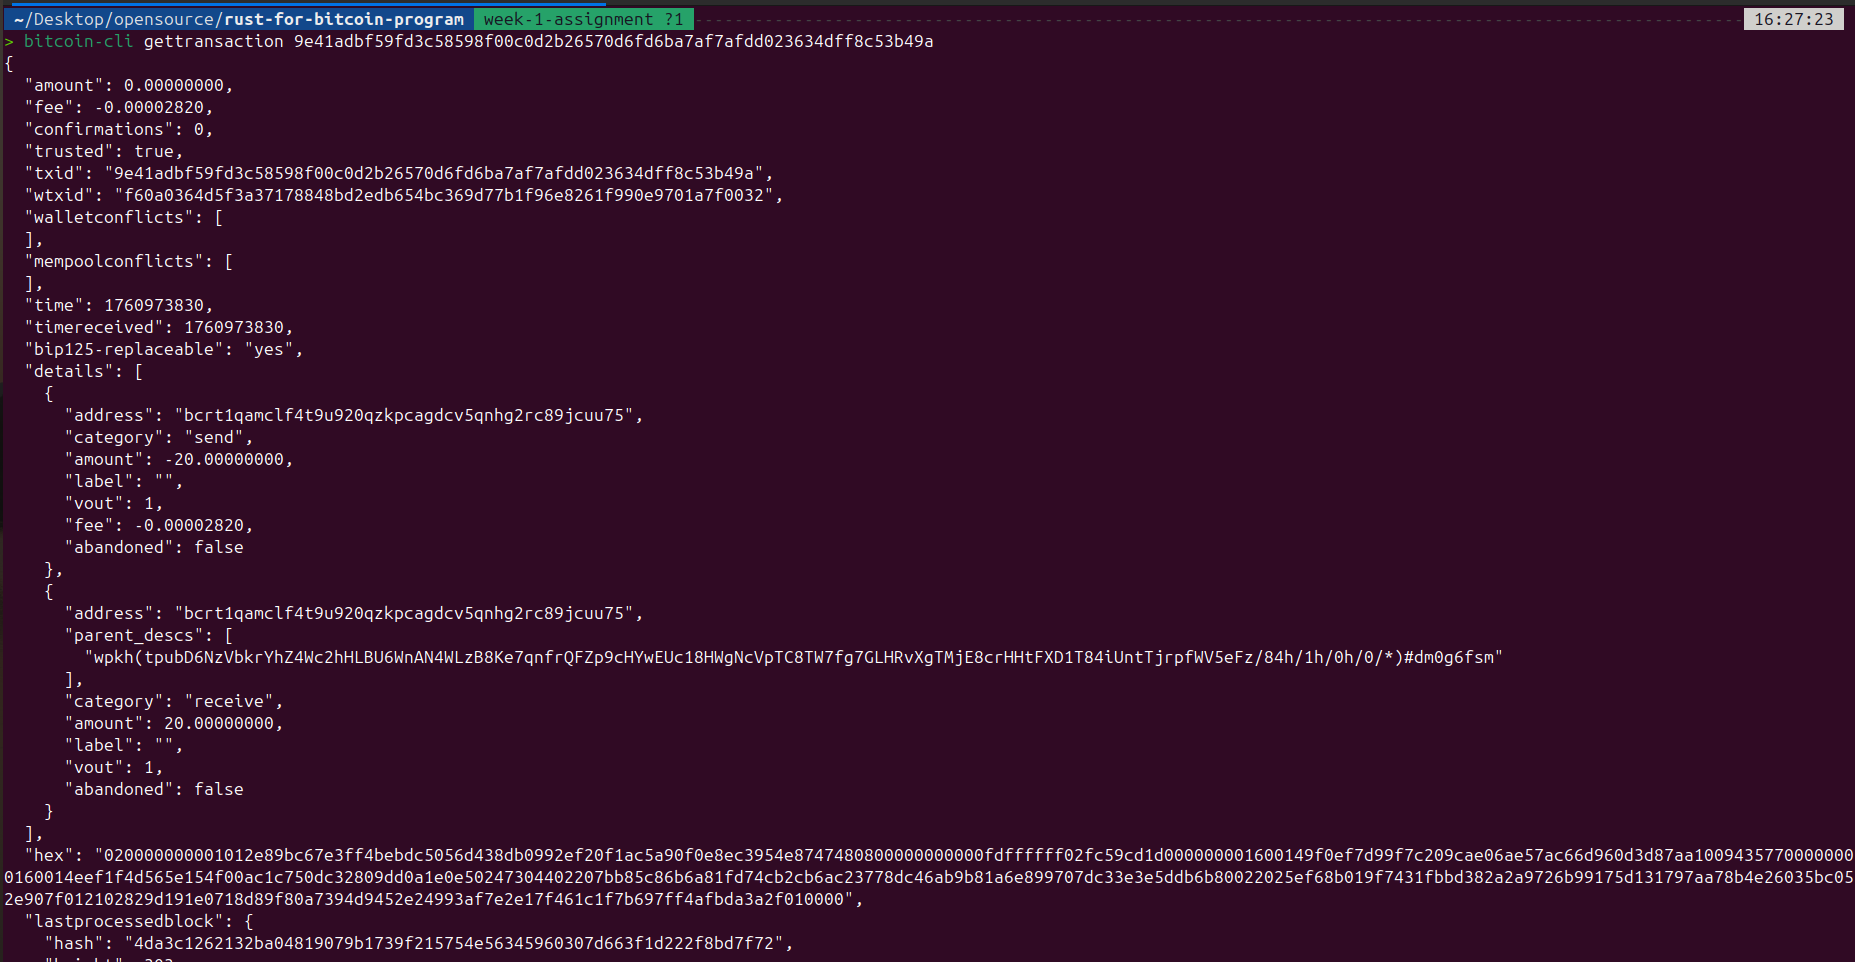 ~/Desktop/opensource/rust-for-bitcoin-program week-1-assignment ?1 16:27:23
> bitcoin-cli gettransaction 9e41adbf59fd3c58598f00c0d2b26570d6fd6ba7af7afdd023634dff8c53b49a
{
  "amount": 0.00000000,
  "fee": -0.00002820,
  "confirmations": 0,
  "trusted": true,
  "txid": "9e41adbf59fd3c58598f00c0d2b26570d6fd6ba7af7afdd023634dff8c53b49a",
  "wtxid": "f60a0364d5f3a37178848bd2edb654bc369d77b1f96e8261f990e9701a7f0032",
  "walletconflicts": [
  ],
  "mempoolconflicts": [
  ],
  "time": 1760973830,
  "timereceived": 1760973830,
  "bip125-replaceable": "yes",
  "details": [
    {
      "address": "bcrt1qamclf4t9u920qzkpcagdcv5qnhg2rc89jcuu75",
      "category": "send",
      "amount": -20.00000000,
      "label": "",
      "vout": 1,
      "fee": -0.00002820,
      "abandoned": false
    },
    {
      "address": "bcrt1qamclf4t9u920qzkpcagdcv5qnhg2rc89jcuu75",
      "parent_descs": [
        "wpkh(tpubD6NzVbkrYhZ4Wc2hHLBU6WnAN4WLzB8Ke7qnfrQFZp9cHYwEUc18HWgNcVpTC8TW7fg7GLHRvXgTMjE8crHHtFXD1T84iUntTjrpfWV5eFz/84h/1h/0h/0/*)#dm0g6fsm"
      ],
      "category": "receive",
      "amount": 20.00000000,
      "label": "",
      "vout": 1,
      "abandoned": false
    }
  ],
  "hex": "020000000001012e89bc67e3ff4bebdc5056d438db0992ef20f1ac5a90f0e8ec3954e8747480800000000000fdffffff02fc59cd1d000000001600149f0ef7d99f7c209cae06ae57ac66d960d3d87aa1009435770000000
0160014eef1f4d565e154f00ac1c750dc32809dd0a1e0e50247304402207bb85c86b6a81fd74cb2cb6ac23778dc46ab9b81a6e899707dc33e3e5ddb6b80022025ef68b019f7431fbbd382a2a9726b99175d131797aa78b4e26035bc05
2e907f012102829d191e0718d89f80a7394d9452e24993af7e2e17f461c1f7b697ff4afbda3a2f010000",
  "lastprocessedblock": {
    "hash": "4da3c1262132ba04819079b1739f215754e56345960307d663f1d222f8bd7f72",